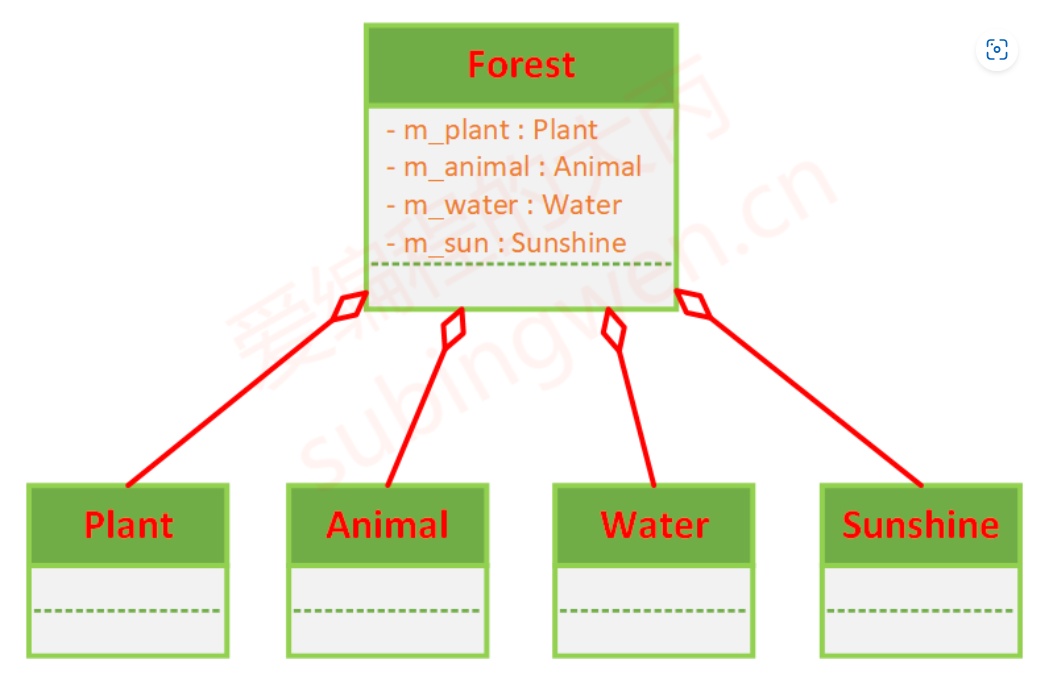 Forest
- m_plant : Plant
- m_animal : Animal
- m_water : Water
- m_sun : Sunshine
爱编程的大丙
subingwen.cn
Plant
Animal
Water
Sunshine